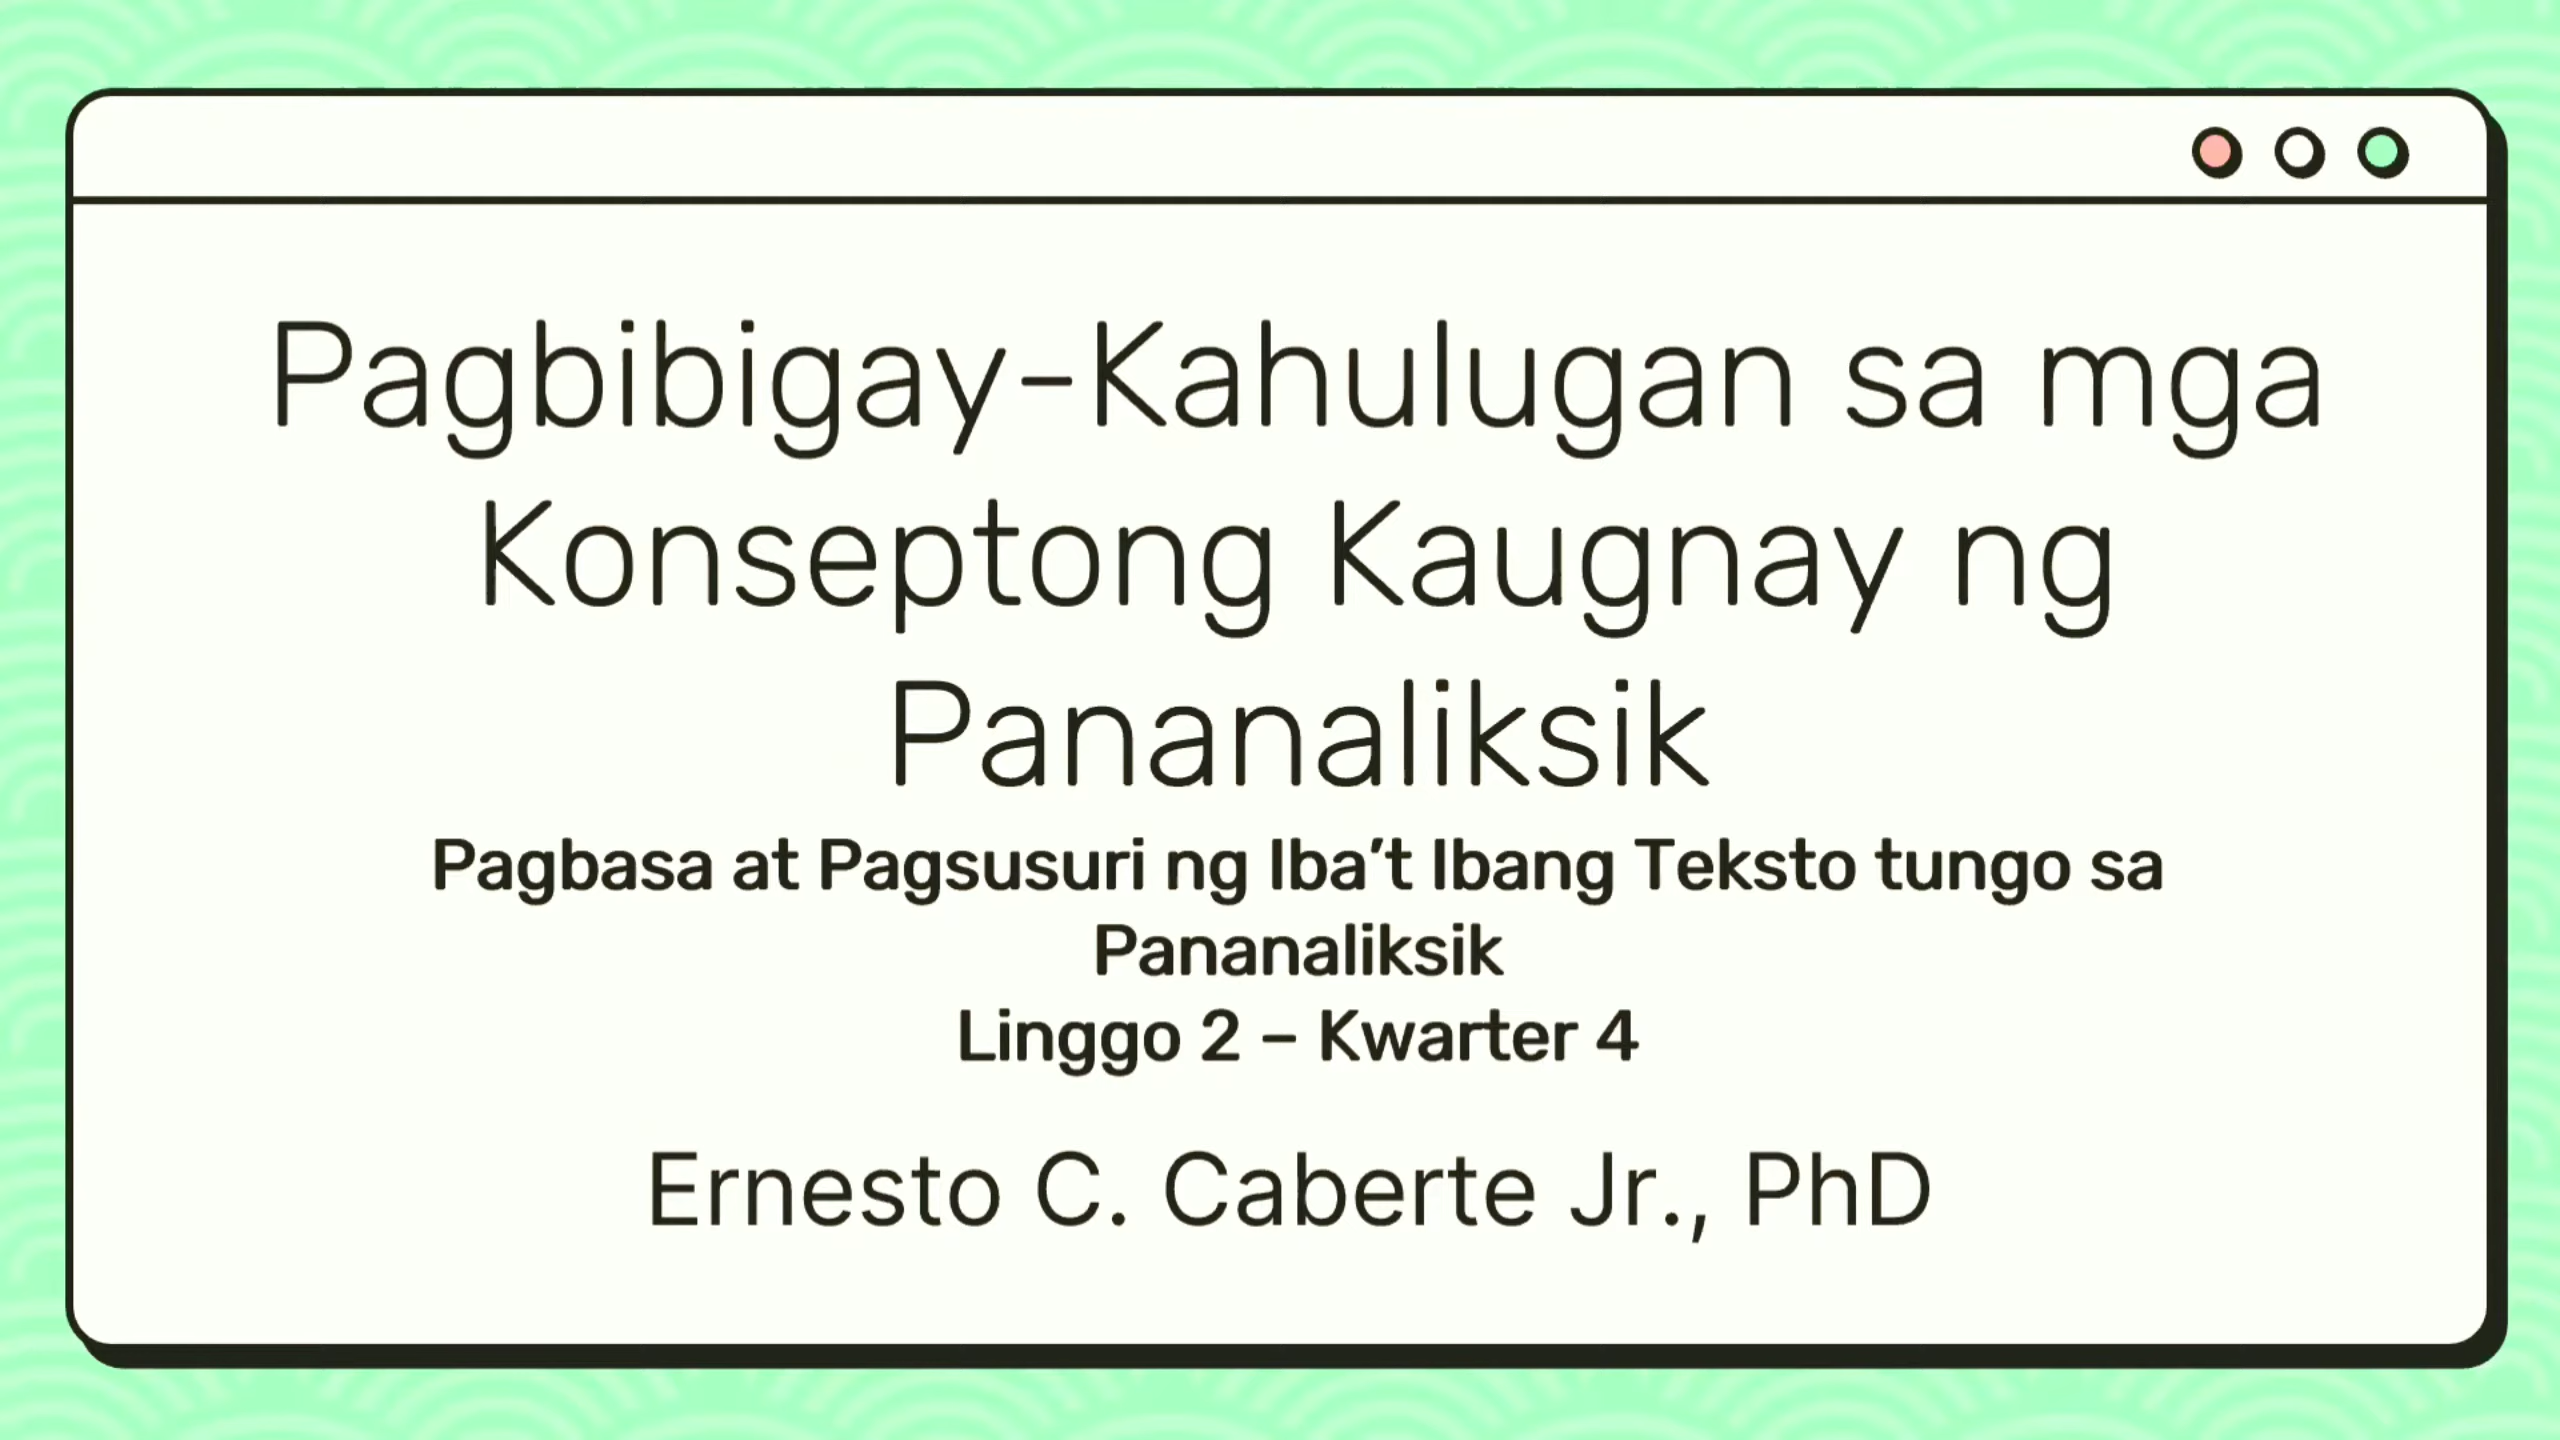 Pagbibigay-Kahulugan sa mga
Konseptong Kaugnay ng
Pananaliksik
Pagbasa at Pagsusuri ng Iba’t Ibang Teksto tungo sa
Pananaliksik
Linggo 2 – Kwarter 4
Ernesto C. Caberte Jr., PhD